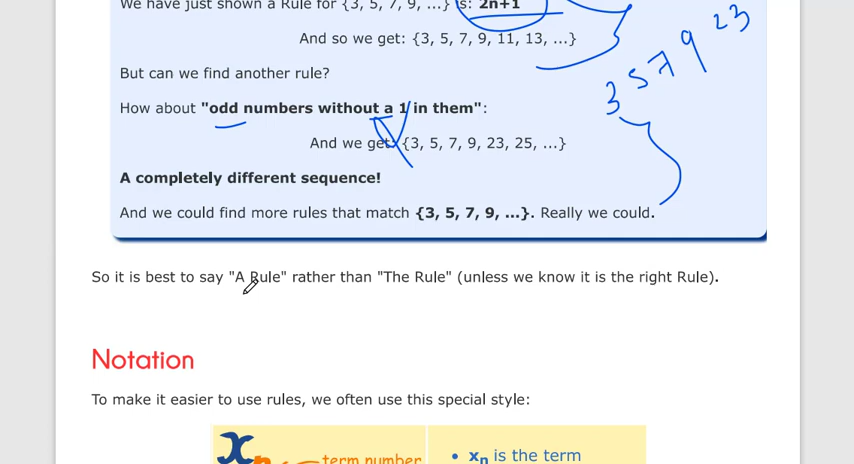 We have just shown a Rule for {3, 5, 7, 9, ...} is: 2n+1
And so we get: {3, 5, 7, 9, 11, 13, ...}
3 5 7 9 23
But can we find another rule?
How about "odd numbers without a 1 in them":
And we get: {3, 5, 7, 9, 23, 25, ...}
A completely different sequence!
And we could find more rules that match {3, 5, 7, 9, ...}. Really we could.
So it is best to say "A Rule" rather than "The Rule" (unless we know it is the right Rule).
Notation
To make it easier to use rules, we often use this special style:
xn
term number
• xn is the term